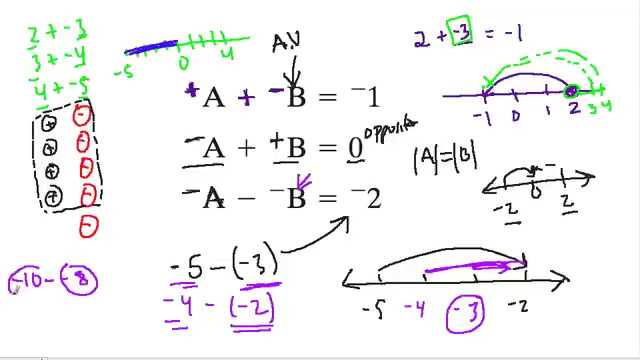 2 + -3
3 + -4
4 + -5
-5 0 4
A.V
2 + -3 = -1
-1 0 1 2 3 4
⁺A + ⁻B = ⁻1
⁻A + ⁺B = 0 opposite
|A|=|B|
⁻A − ⁻B = ⁻2
-2 0 2
+ -
+ -
+ -
+ -
-
-10 - -8
-5 - (-3)
-4 - (-2)
-5 -4 -3 -2